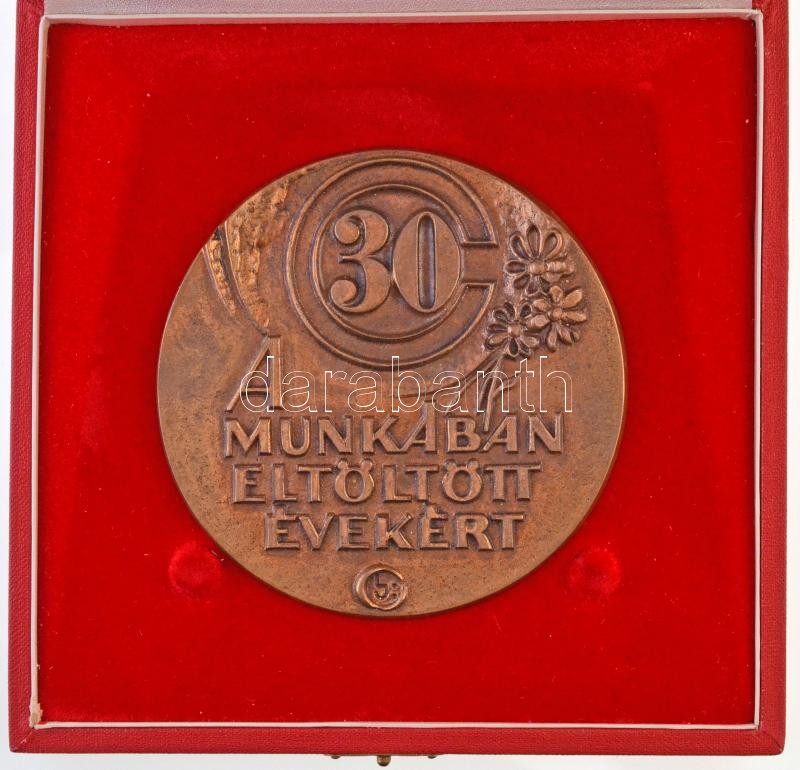 30
A
darabanth
MUNKÁBAN
ELTÖLTÖTT
ÉVEKÉRT